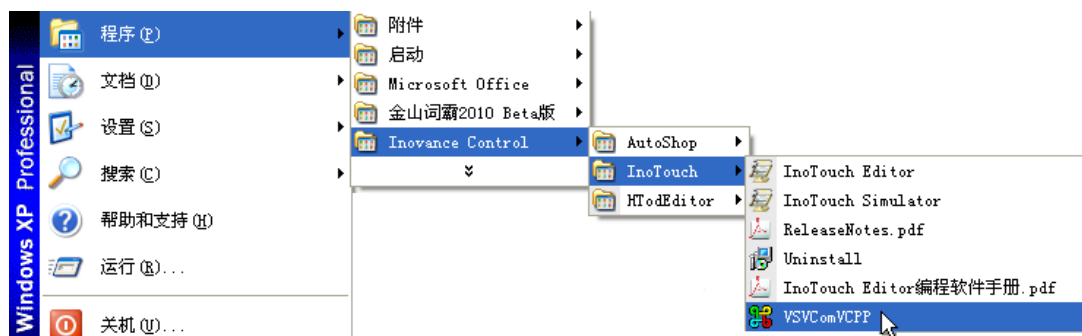 Windows XP Professional
程序(P)
文档(D)
设置(S)
搜索(C)
帮助和支持(H)
运行(R)...
关机(U)...
附件
启动
Microsoft Office
金山词霸2010 Beta版
Inovance Control
AutoShop
InoTouch
HTodEditor
InoTouch Editor
InoTouch Simulator
ReleaseNotes.pdf
Uninstall
InoTouch Editor编程软件手册.pdf
VSVComVCPP